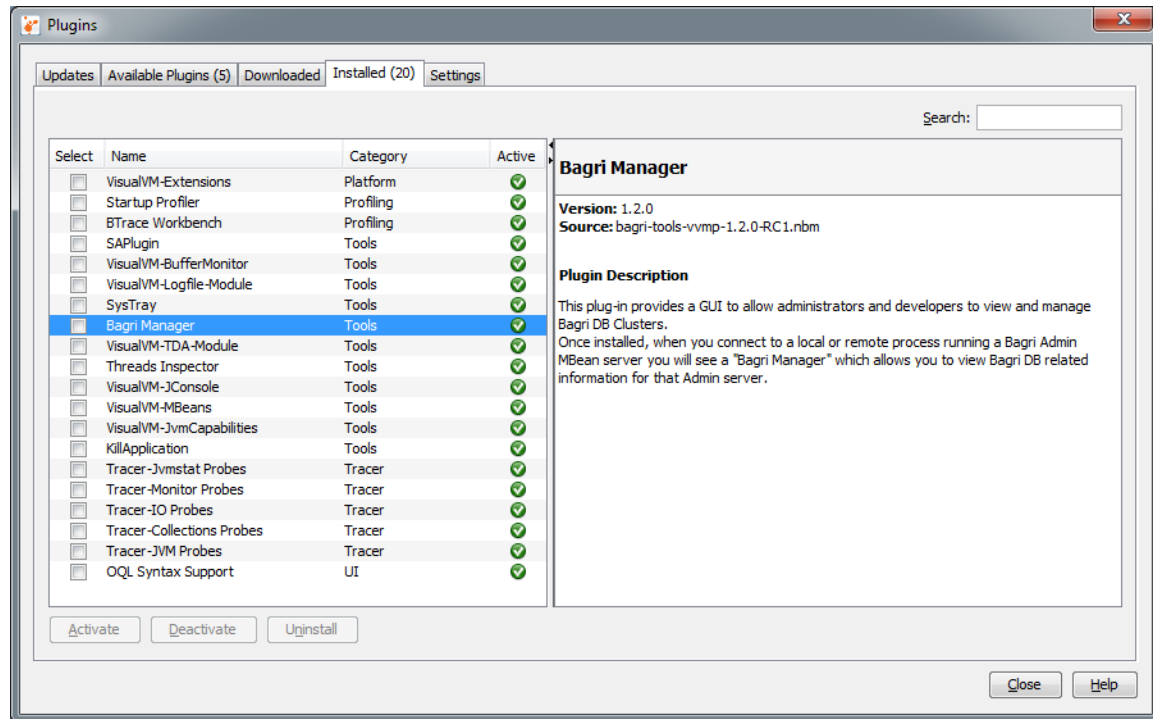 Plugins
Updates Available Plugins (5) Downloaded Installed (20) Settings
Search:
Select Name Category Active
VisualVM-Extensions Platform
Startup Profiler Profiling
BTrace Workbench Profiling
SAPlugin Tools
VisualVM-BufferMonitor Tools
VisualVM-Logfile-Module Tools
SysTray Tools
Bagri Manager Tools
VisualVM-TDA-Module Tools
Threads Inspector Tools
VisualVM-JConsole Tools
VisualVM-MBeans Tools
VisualVM-JvmCapabilities Tools
KillApplication Tools
Tracer-Jvmstat Probes Tracer
Tracer-Monitor Probes Tracer
Tracer-IO Probes Tracer
Tracer-Collections Probes Tracer
Tracer-JVM Probes Tracer
OQL Syntax Support UI
Bagri Manager
Version: 1.2.0
Source: bagri-tools-vvmp-1.2.0-RC1.nbm
Plugin Description
This plug-in provides a GUI to allow administrators and developers to view and manage
Bagri DB Clusters.
Once installed, when you connect to a local or remote process running a Bagri Admin
MBean server you will see a "Bagri Manager" which allows you to view Bagri DB related
information for that Admin server.
Activate Deactivate Uninstall
Close Help